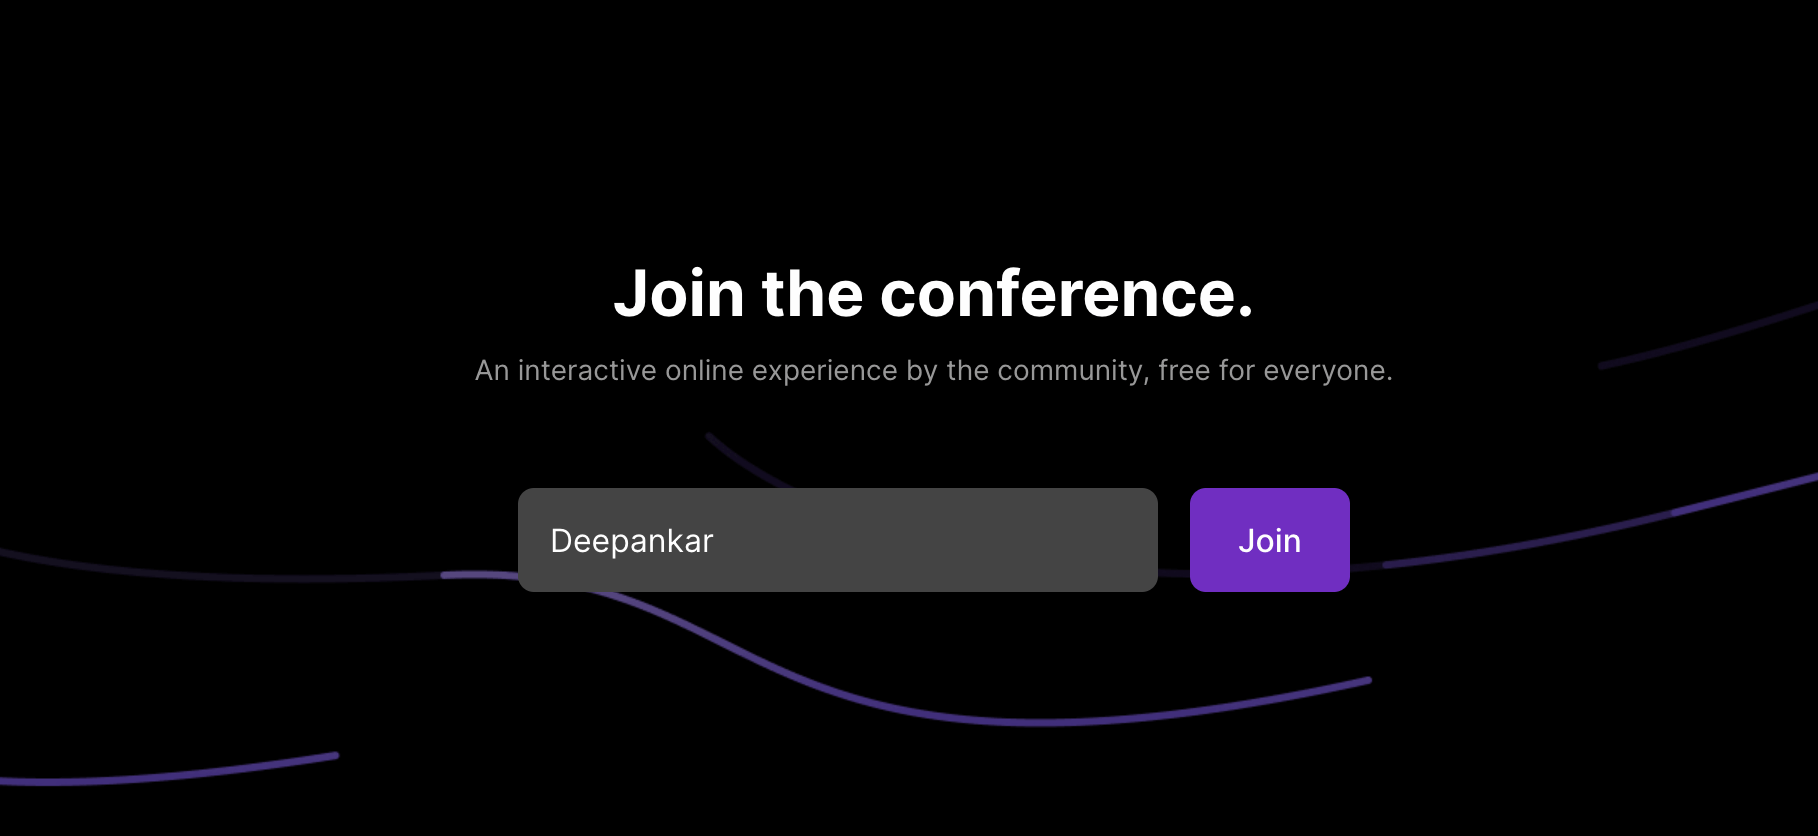 Join the conference.
An interactive online experience by the community, free for everyone.
Deepankar
Join